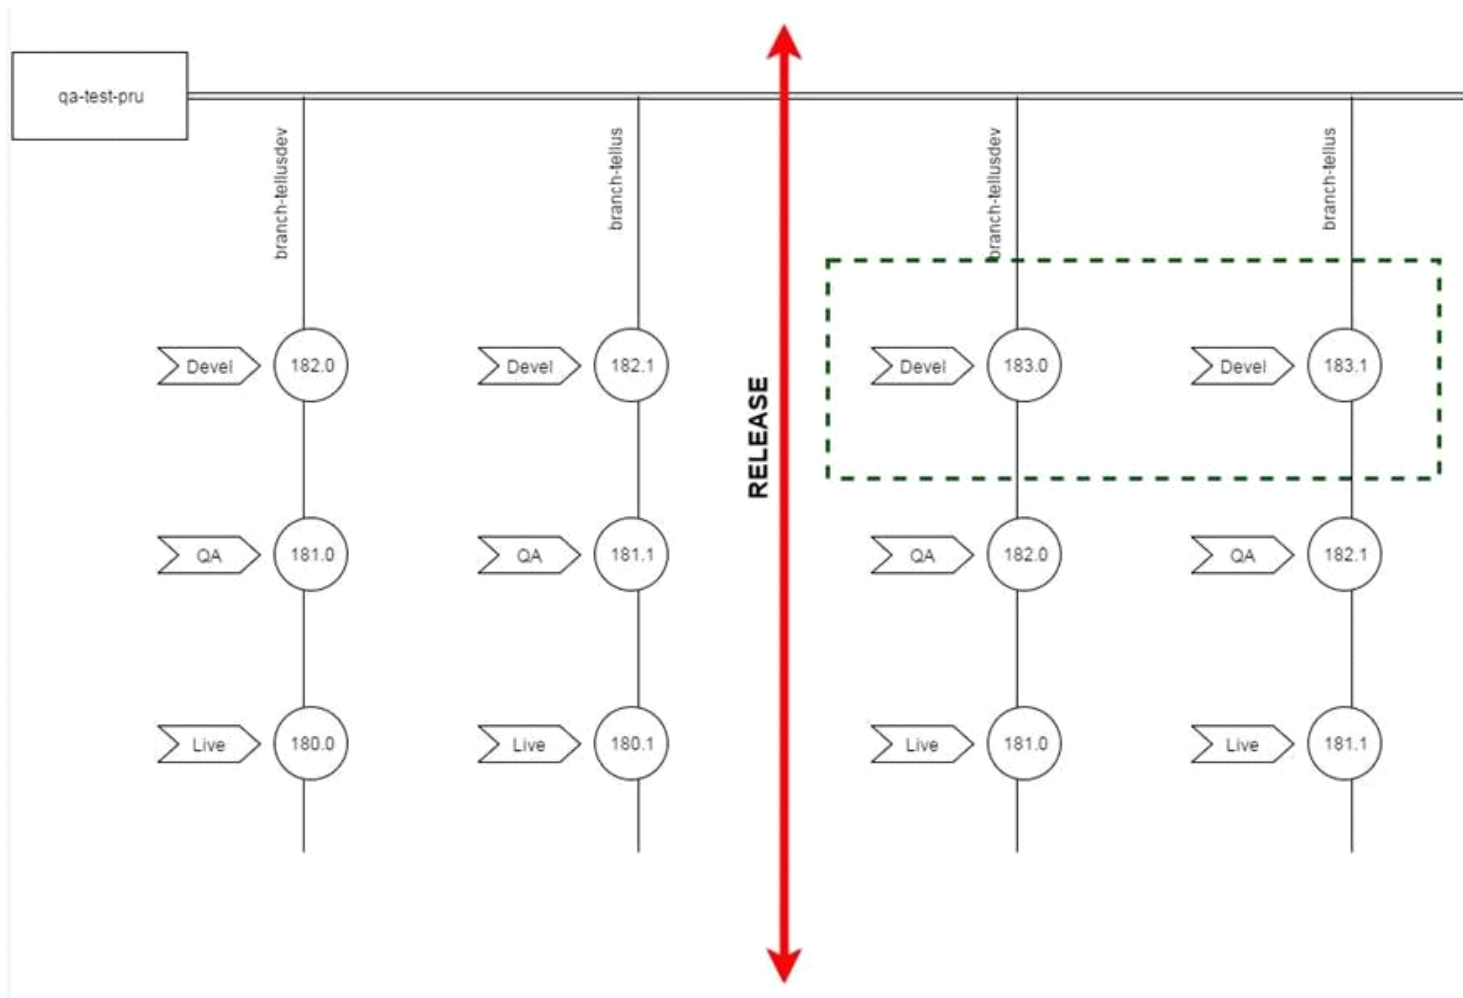 qa-test-pru
branch-tellusdev
branch-tellus
branch-tellusdev
branch-tellus
RELEASE
Devel 182.0
Devel 182.1
Devel 183.0
Devel 183.1
QA 181.0
QA 181.1
QA 182.0
QA 182.1
Live 180.0
Live 180.1
Live 181.0
Live 181.1